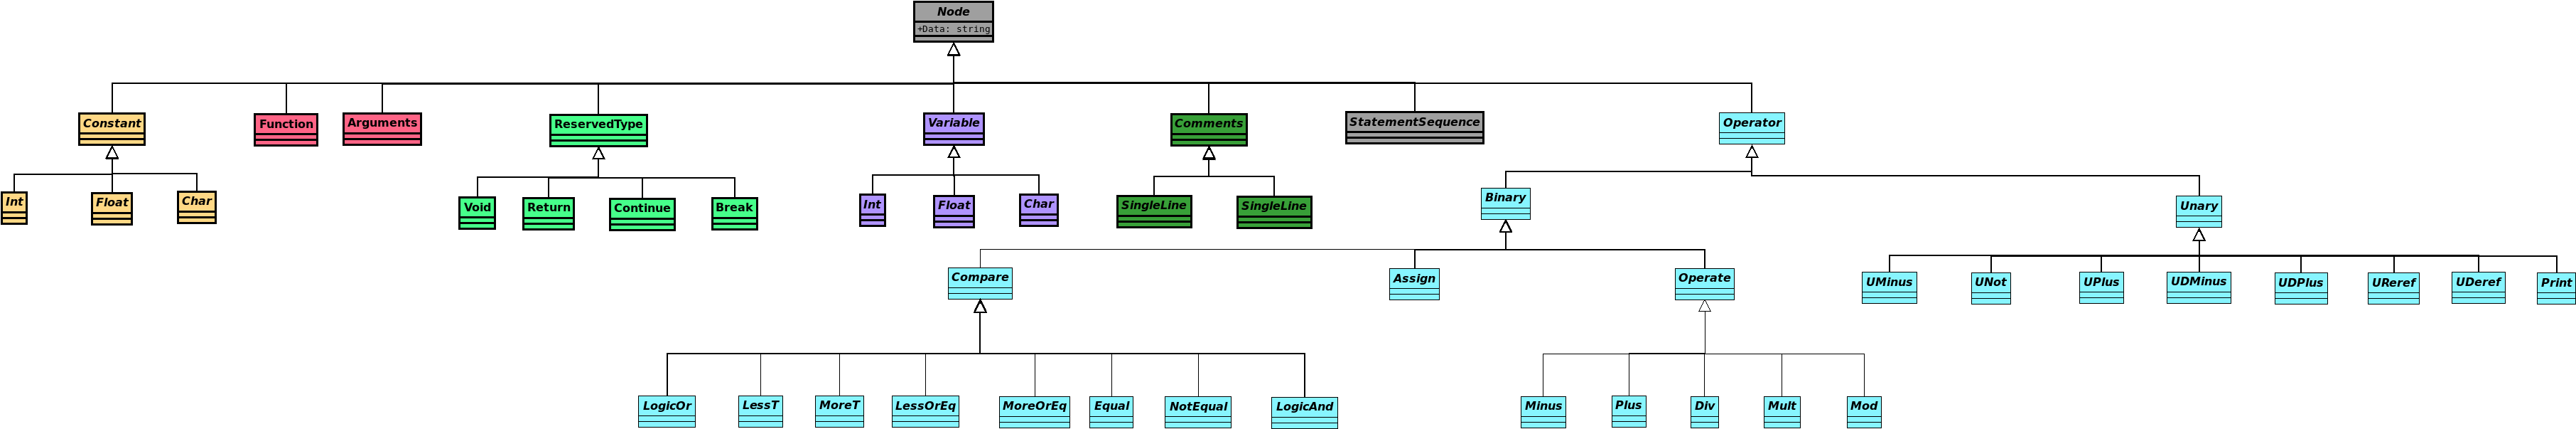 Node
+Data: string
Constant
Function
Arguments
ReservedType
Variable
Comments
StatementSequence
Operator
Int
Float
Char
Void
Return
Continue
Break
Int
Float
Char
SingleLine
SingleLine
Binary
Unary
Compare
Assign
Operate
UMinus
UNot
UPlus
UDMinus
UDPlus
UReref
UDeref
Print
LogicOr
LessT
MoreT
LessOrEq
MoreOrEq
Equal
NotEqual
LogicAnd
Minus
Plus
Div
Mult
Mod